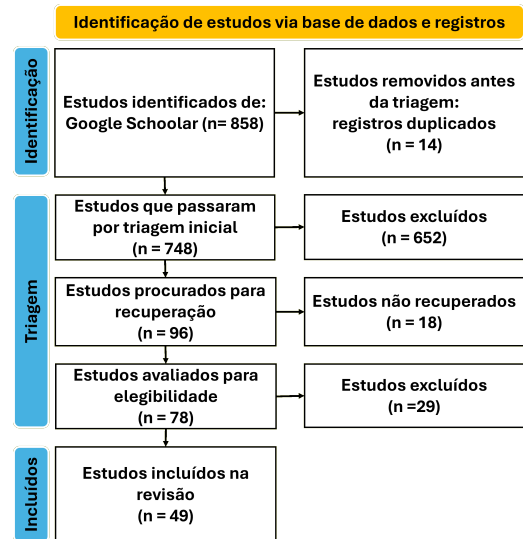 Identificação de estudos via base de dados e registros
Identificação
Estudos identificados de:
Google Schoolar (n= 858)
Estudos removidos antes
da triagem:
registros duplicados
(n = 14)
Triagem
Estudos que passaram
por triagem inicial
(n = 748)
Estudos excluídos
(n = 652)
Estudos procurados para
recuperação
(n = 96)
Estudos não recuperados
(n = 18)
Estudos avaliados para
elegibilidade
(n = 78)
Estudos excluídos
(n =29)
Incluídos
Estudos incluídos na
revisão
(n = 49)